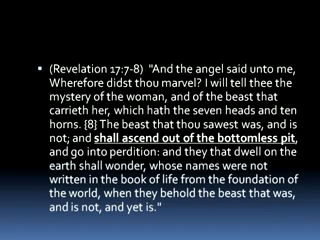 ▪ (Revelation 17:7-8) "And the angel said unto me,
Wherefore didst thou marvel? I will tell thee the
mystery of the woman, and of the beast that
carrieth her, which hath the seven heads and ten
horns. {8} The beast that thou sawest was, and is
not; and shall ascend out of the bottomless pit,
and go into perdition: and they that dwell on the
earth shall wonder, whose names were not
written in the book of life from the foundation of
the world, when they behold the beast that was,
and is not, and yet is."